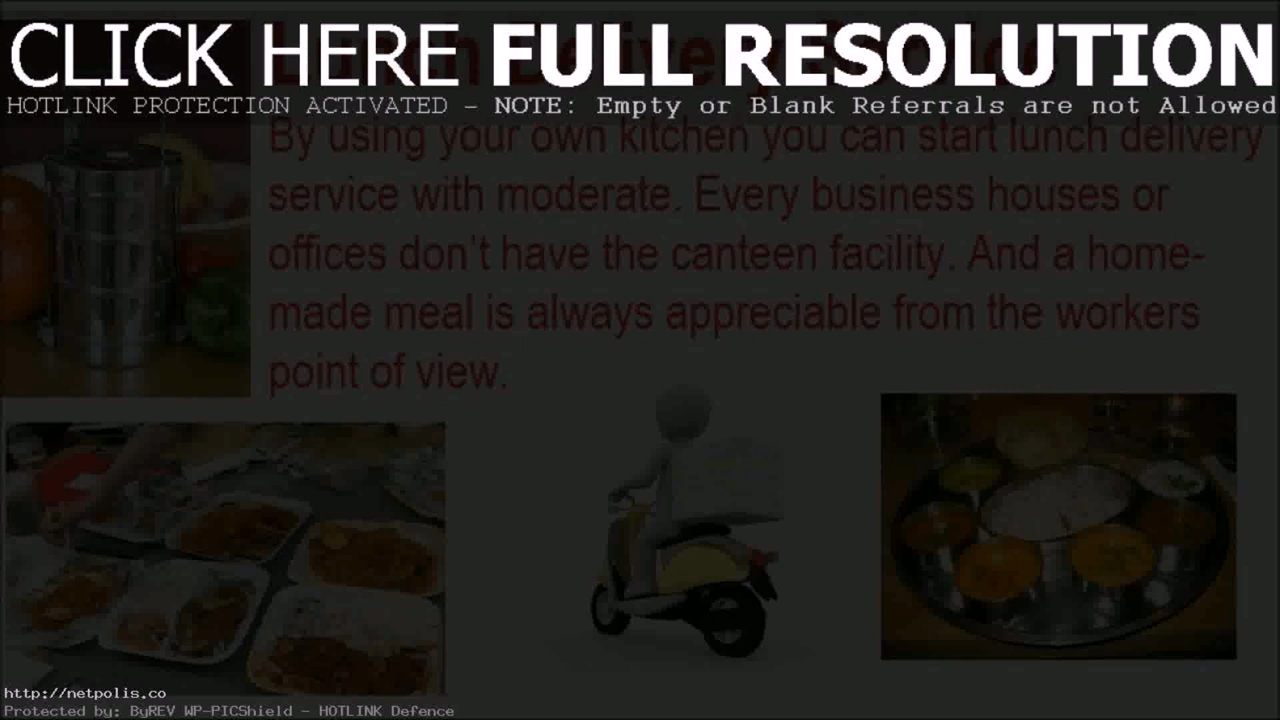 CLICK HERE FULL RESOLUTION
HOTLINK PROTECTION ACTIVATED - NOTE: Empty or Blank Referrals are not Allowed
Lunch Delivery Service
By using your own kitchen you can start lunch delivery
service with moderate. Every business houses or
offices don't have the canteen facility. And a home-
made meal is always appreciable from the workers
point of view.
http://netpolis.co
Protected by: ByREV WP-PICShield - HOTLINK Defence